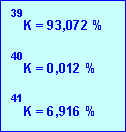 ³⁹K = 93,072 %
⁴⁰K = 0,012 %
⁴¹K = 6,916 %